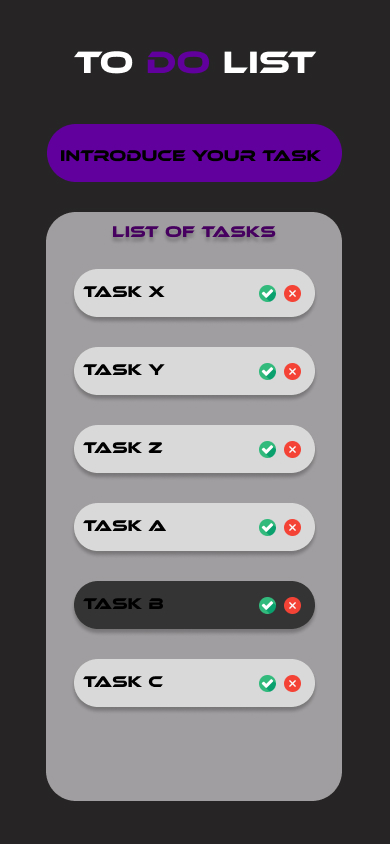 TO DO LIST
INTRODUCE YOUR TASK
LIST OF TASKS
TASK X
TASK Y
TASK Z
TASK A
TASK B
TASK C